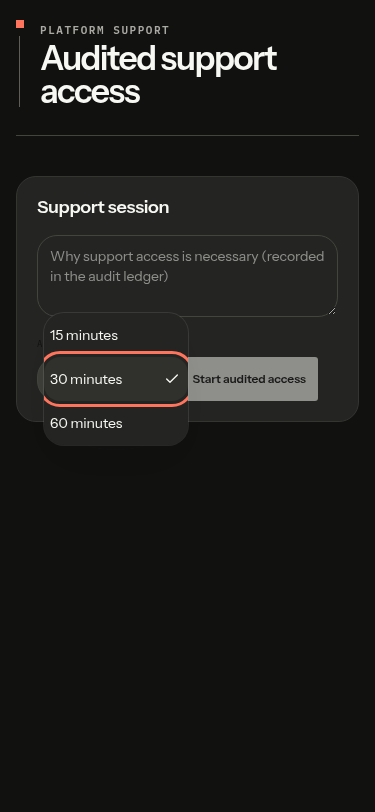 PLATFORM SUPPORT
Audited support
access
Support session
Why support access is necessary (recorded
in the audit ledger)
15 minutes
30 minutes
Start audited access
60 minutes